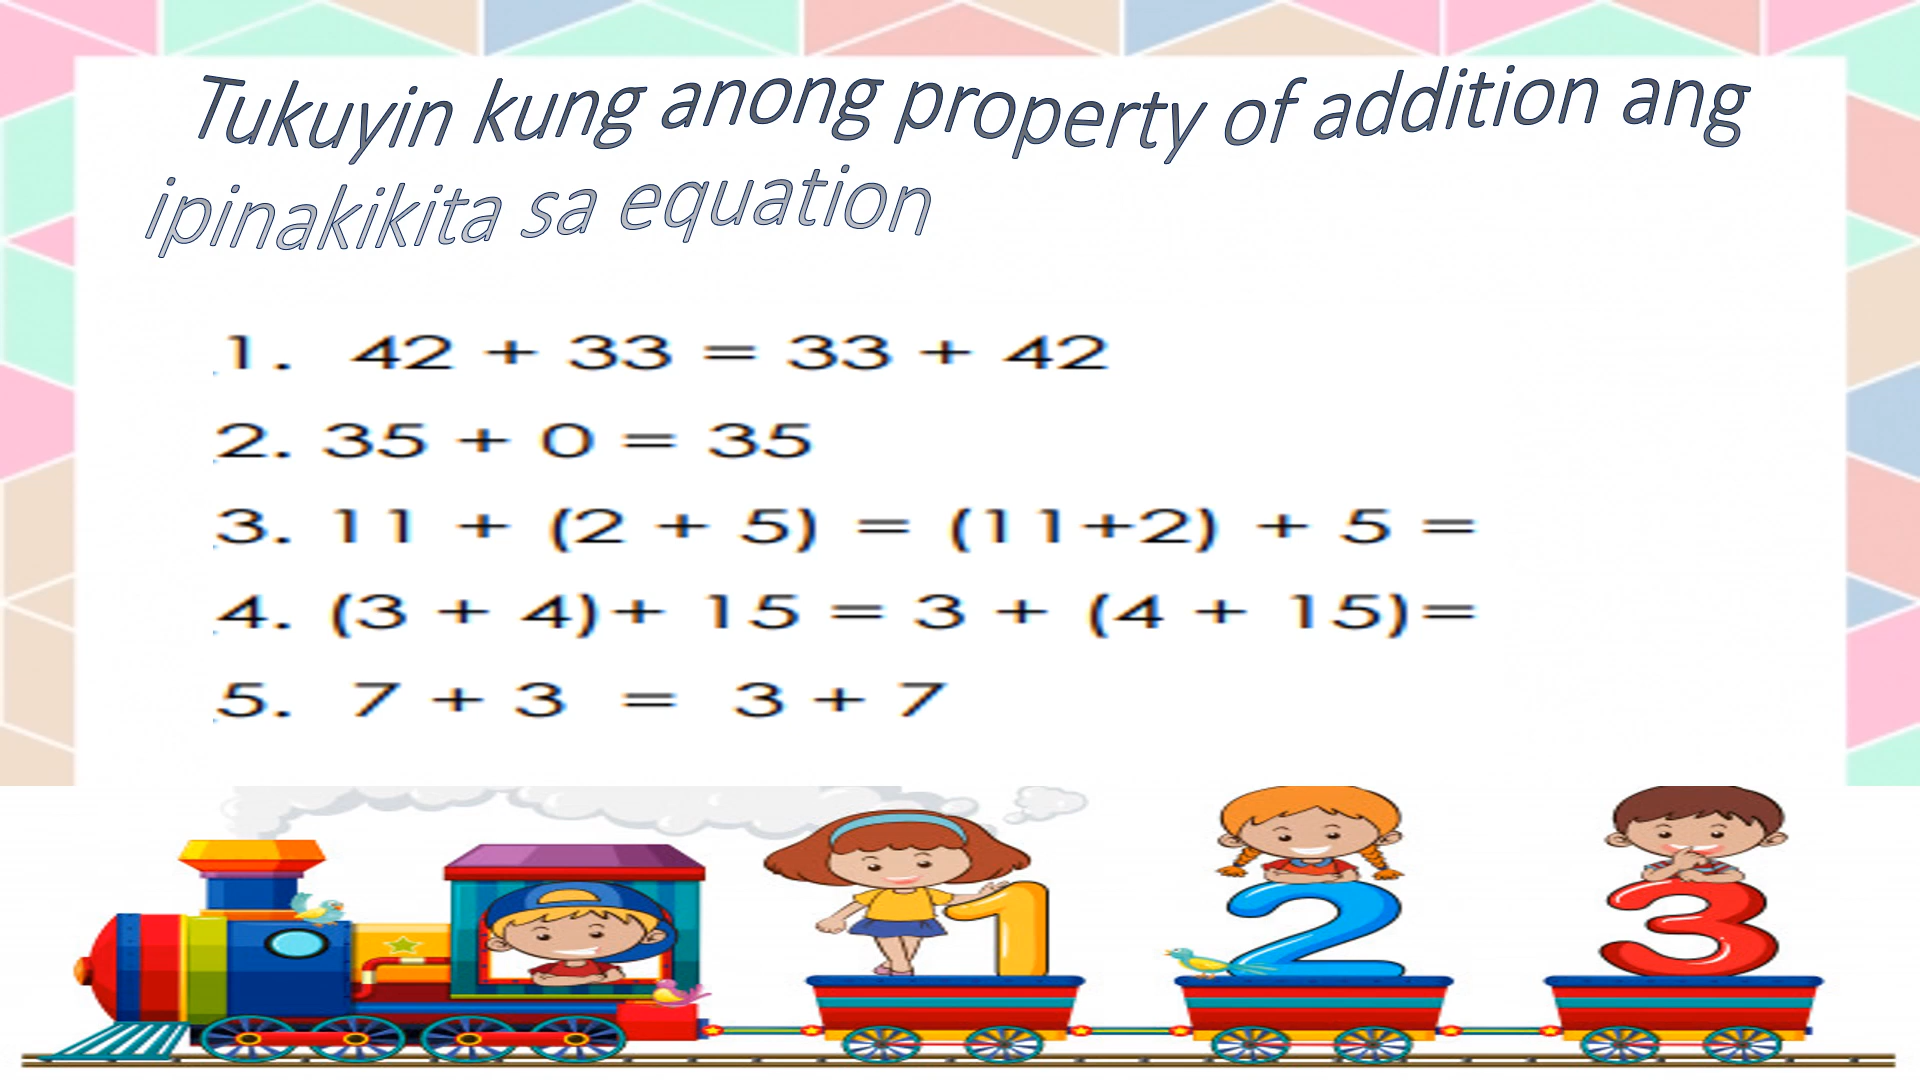 Tukuyin kung anong property of addition ang
ipinakikita sa equation
1. 42 + 33 = 33 + 42
2. 35 + 0 = 35
3. 11 + (2 + 5) = (11+2) + 5 =
4. (3 + 4)+ 15 = 3 + (4 + 15)=
5. 7 + 3 = 3 + 7
1 2 3